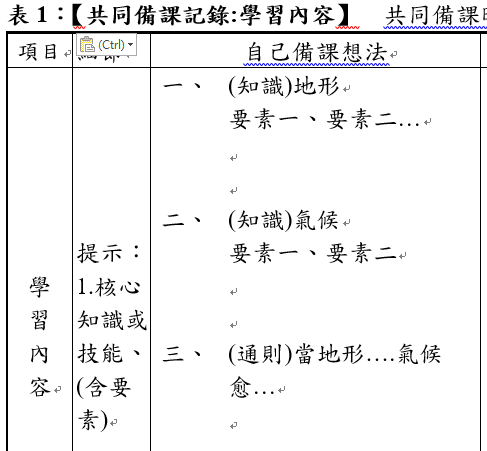 表 1：【共同備課記錄:學習內容】 共同備課
項目
(Ctrl)
自己備課想法
學習內容
提示：
1.核心
知識或
技能、
(含要
素)
一、 (知識)地形
要素一、要素二…
二、 (知識)氣候
要素一、要素二
三、 (通則)當地形….氣候
愈…